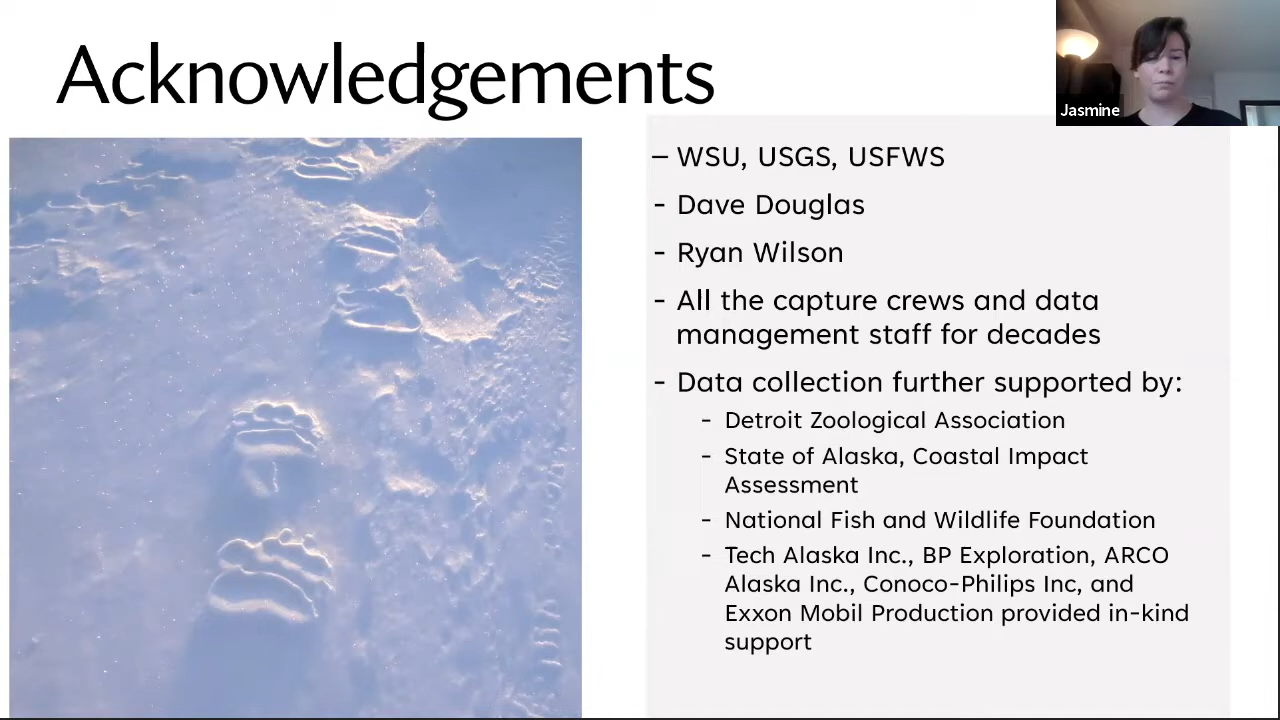 Acknowledgements
Jasmine
– WSU, USGS, USFWS
- Dave Douglas
- Ryan Wilson
- All the capture crews and data
management staff for decades
- Data collection further supported by:
- Detroit Zoological Association
- State of Alaska, Coastal Impact
Assessment
- National Fish and Wildlife Foundation
- Tech Alaska Inc., BP Exploration, ARCO
Alaska Inc., Conoco-Philips Inc, and
Exxon Mobil Production provided in-kind
support